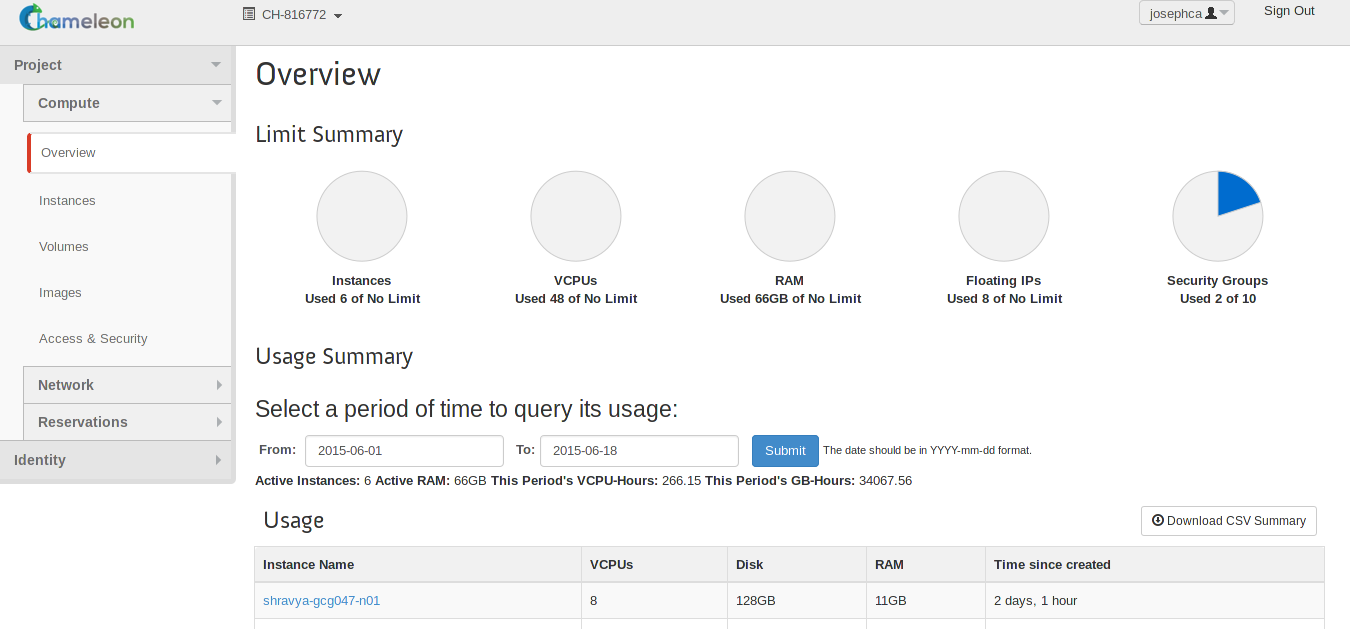 Chameleon
CH-816772
josephca
Sign Out
Project
Compute
Overview
Instances
Volumes
Images
Access & Security
Network
Reservations
Identity
Overview
Limit Summary
Instances
Used 6 of No Limit
VCPUs
Used 48 of No Limit
RAM
Used 66GB of No Limit
Floating IPs
Used 8 of No Limit
Security Groups
Used 2 of 10
Usage Summary
Select a period of time to query its usage:
From: 2015-06-01 To: 2015-06-18 Submit The date should be in YYYY-mm-dd format.
Active Instances: 6 Active RAM: 66GB This Period's VCPU-Hours: 266.15 This Period's GB-Hours: 34067.56
Usage
Download CSV Summary
Instance Name VCPUs Disk RAM Time since created
shravya-gcg047-n01 8 128GB 11GB 2 days, 1 hour